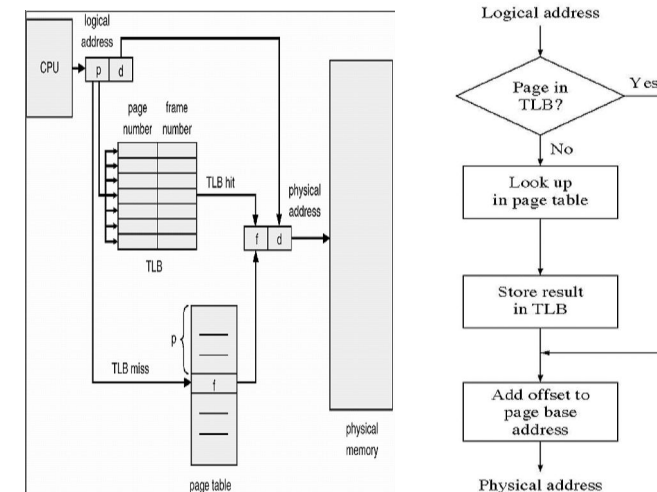 logical
address
CPU
p d
page frame
number number
TLB hit
physical
address
f d
TLB
p
TLB miss
f
physical
memory
page table
Logical address
Page in
TLB?
Yes
No
Look up
in page table
Store result
in TLB
Add offset to
page base
address
Physical address